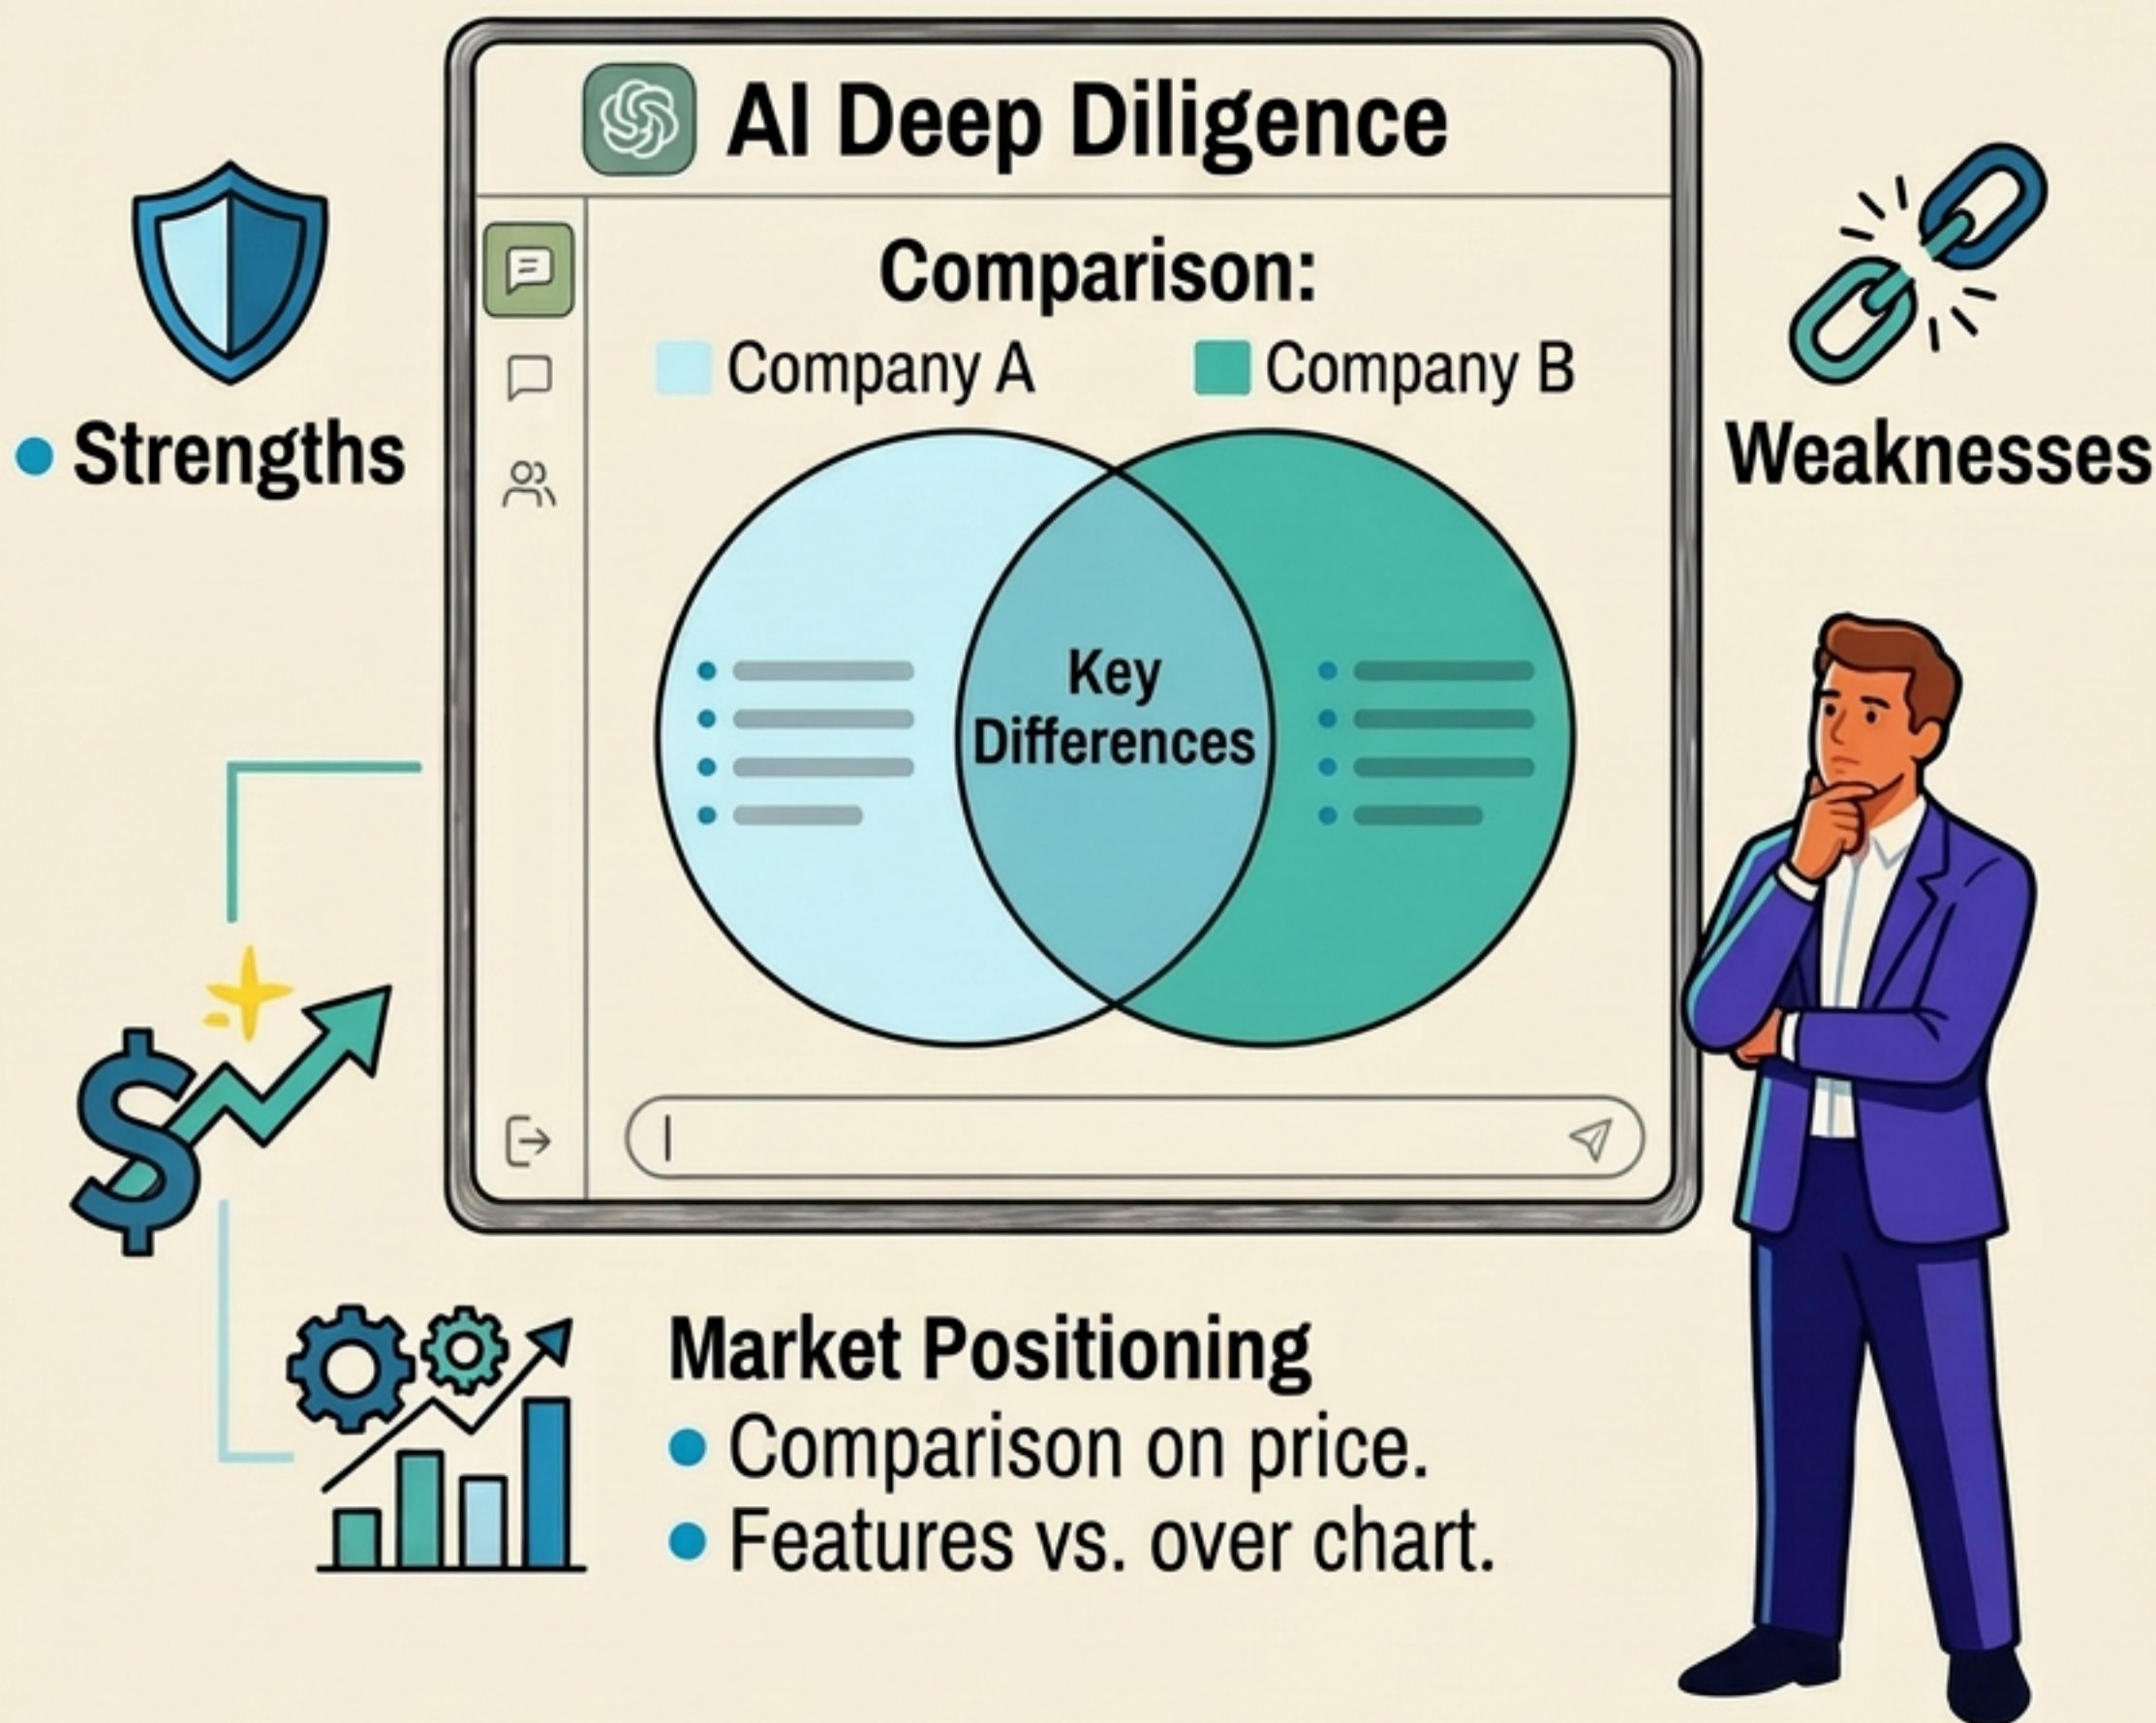 AI Deep Diligence
Comparison:
Company A
Company B
• Strengths
Weaknesses
Key
Differences
Market Positioning
• Comparison on price.
• Features vs. over chart.